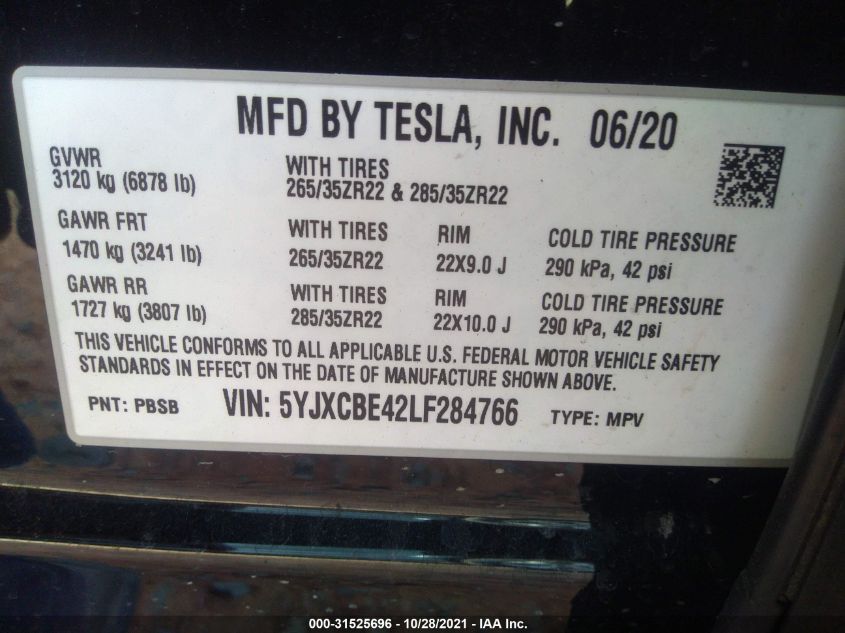 MFD BY TESLA, INC. 06/20
GVWR
3120 kg (6878 lb)
WITH TIRES
265/35ZR22 & 285/35ZR22
GAWR FRT
1470 kg (3241 lb)
WITH TIRES
265/35ZR22
RIM
22X9.0 J
COLD TIRE PRESSURE
290 kPa, 42 psi
GAWR RR
1727 kg (3807 lb)
WITH TIRES
285/35ZR22
RIM
22X10.0 J
COLD TIRE PRESSURE
290 kPa, 42 psi
THIS VEHICLE CONFORMS TO ALL APPLICABLE U.S. FEDERAL MOTOR VEHICLE SAFETY
STANDARDS IN EFFECT ON THE DATE OF MANUFACTURE SHOWN ABOVE.
PNT: PBSB VIN: 5YJXCBE42LF284766 TYPE: MPV
000-31525696 - 10/28/2021 - IAA Inc.